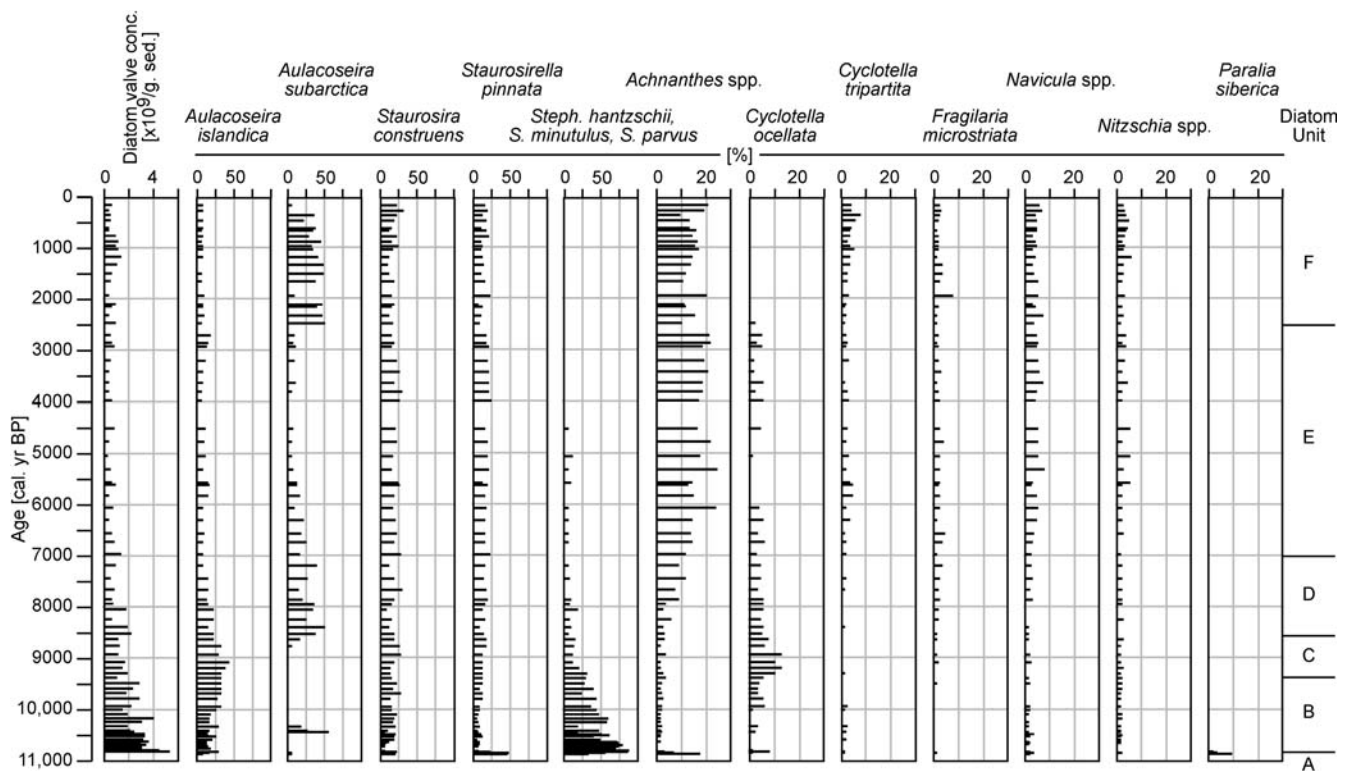 Diatom valve conc.
[x10⁹/g. sed.]
Aulacoseira
islandica
Aulacoseira
subarctica
Staurosira
construens
Staurosirella
pinnata
Steph. hantzschii,
S. minutulus, S. parvus
Achnanthes spp.
Cyclotella
ocellata
Cyclotella
tripartita
Fragilaria
microstriata
Navicula spp.
Nitzschia spp.
Paralia
siberica
Diatom
Unit
[%]
0 4 0 50 0 50 0 50 0 50 0 50 0 20 0 20 0 20 0 20 0 20 0 20 0 20
Age [cal. yr BP]
0
1000
2000
3000
4000
5000
6000
7000
8000
9000
10,000
11,000
F
E
D
C
B
A